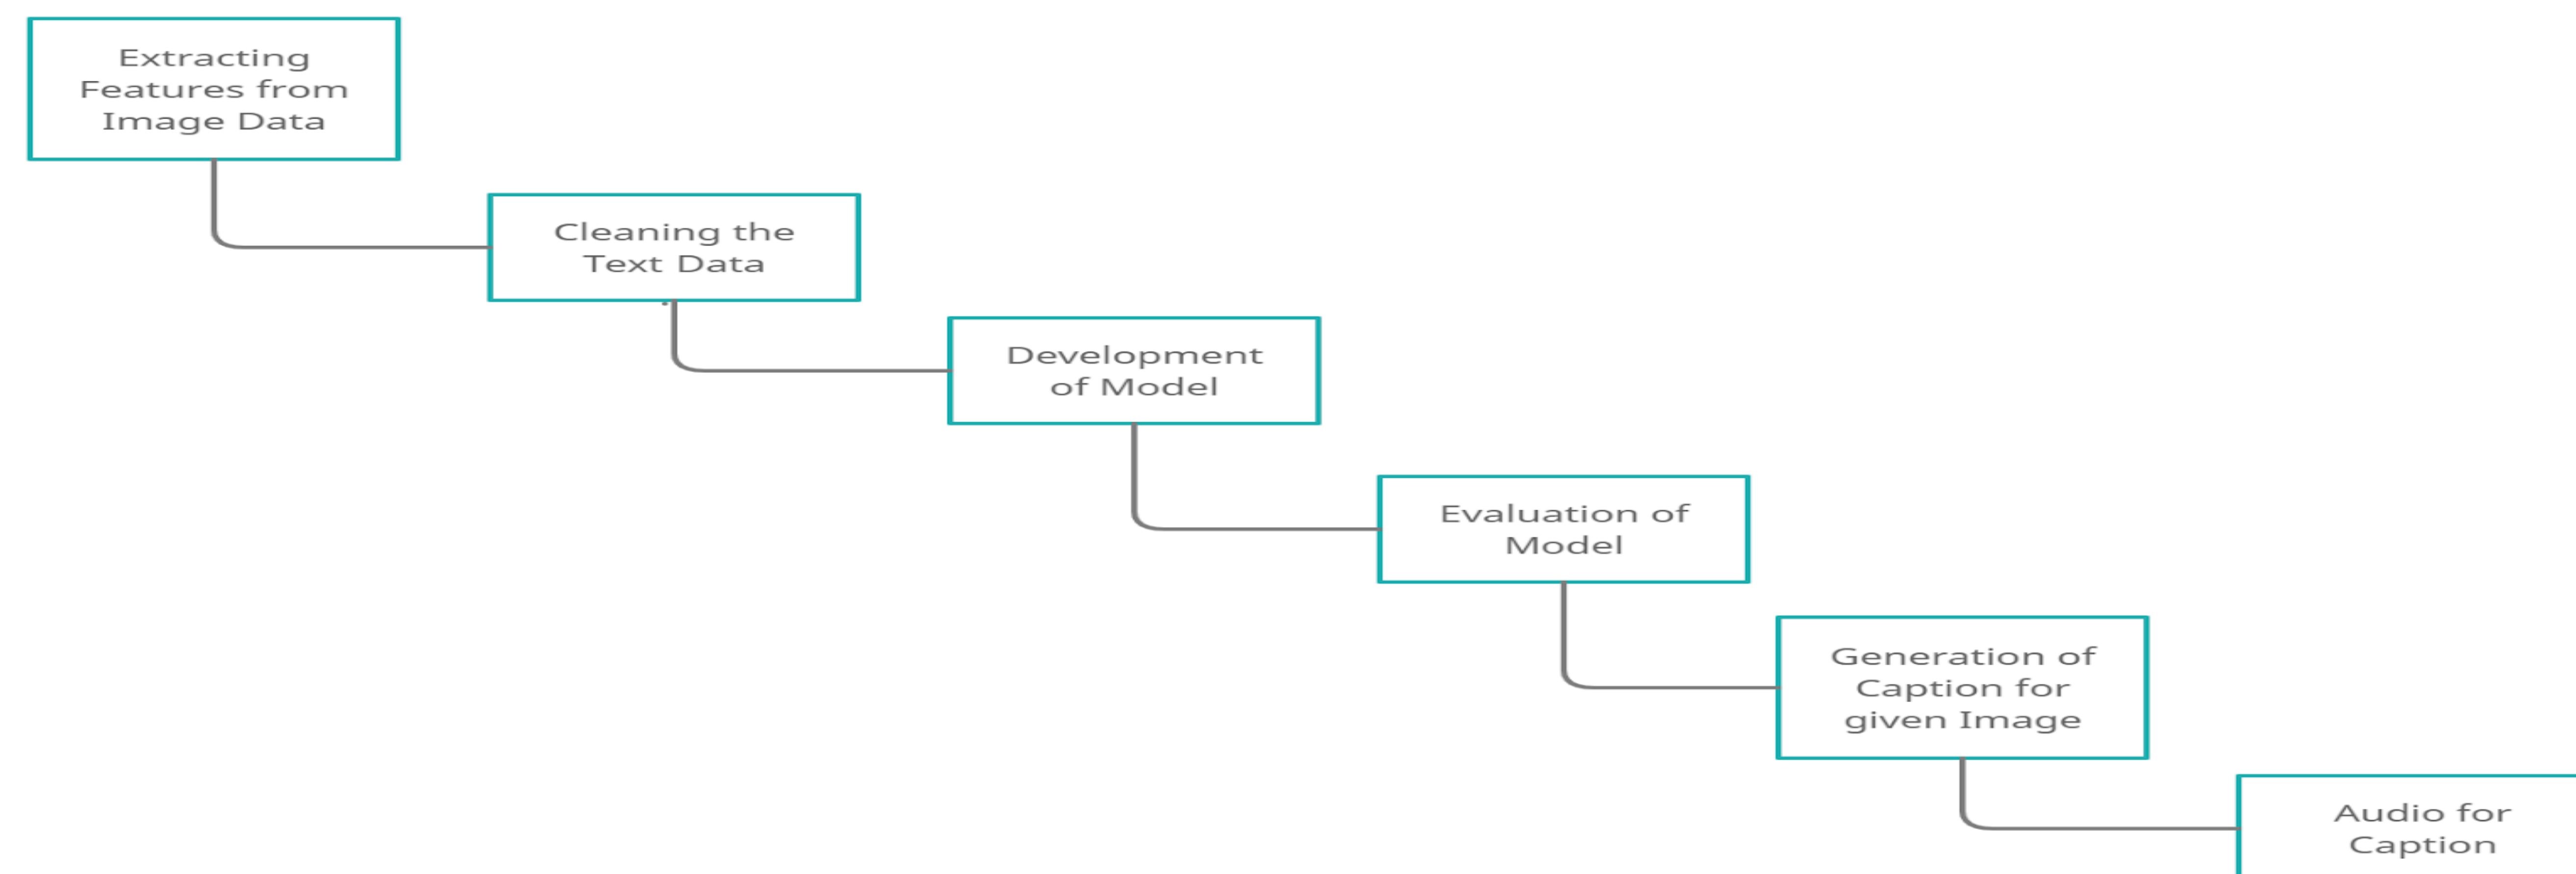 Extracting
Features from
Image Data
Cleaning the
Text Data
Development
of Model
Evaluation of
Model
Generation of
Caption for
given Image
Audio for
Caption